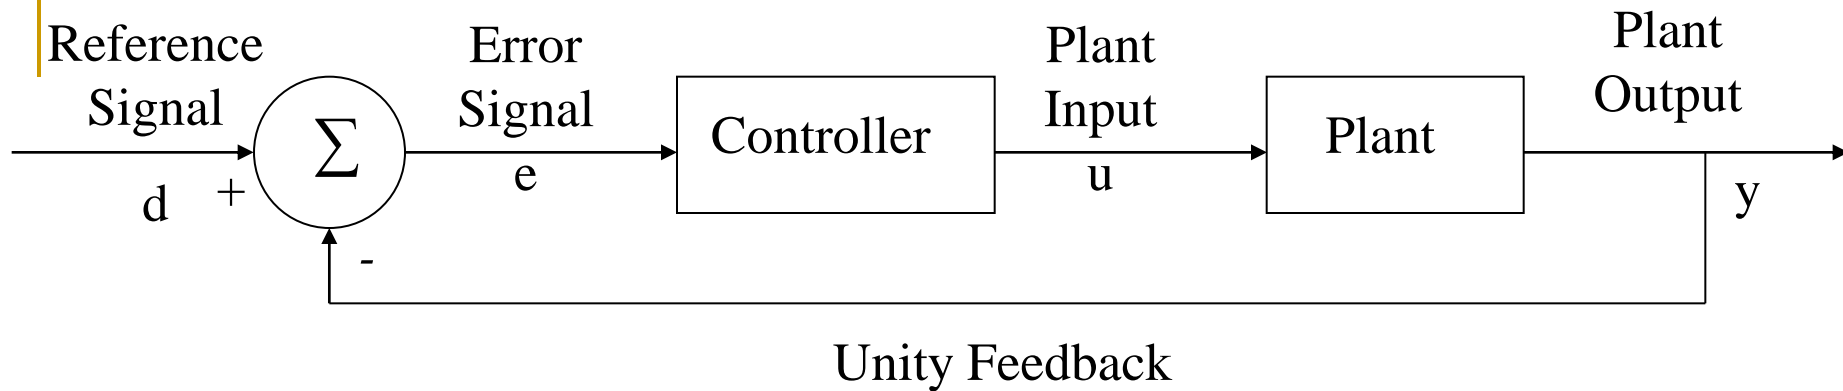 Reference
Signal
d
+
-
Σ
Error
Signal
e
Controller
Plant
Input
u
Plant
Plant
Output
y
Unity Feedback